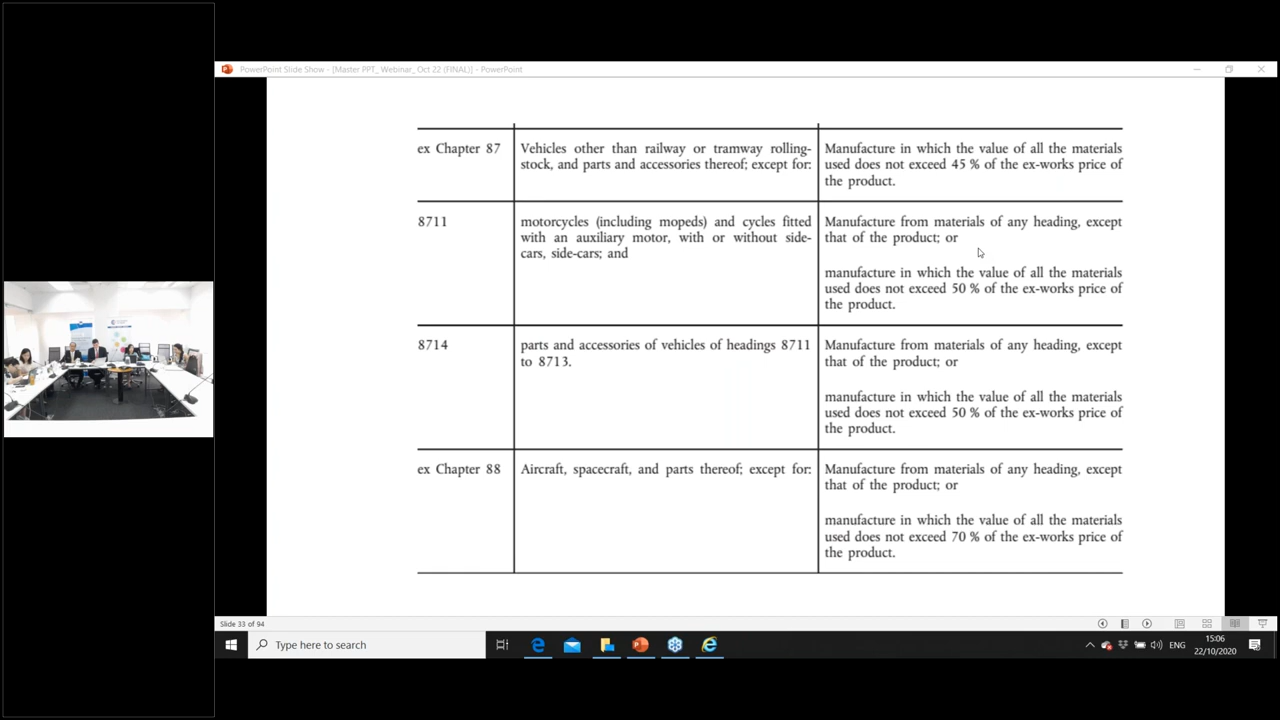 PowerPoint Slide Show - [Master PPT_ Webinar_ Oct 22 (FINAL)] - PowerPoint
ex Chapter 87
Vehicles other than railway or tramway rolling-
stock, and parts and accessories thereof; except for:
Manufacture in which the value of all the materials
used does not exceed 45 % of the ex-works price of
the product.
8711
motorcycles (including mopeds) and cycles fitted
with an auxiliary motor, with or without side-
cars, side-cars; and
Manufacture from materials of any heading, except
that of the product; or
manufacture in which the value of all the materials
used does not exceed 50 % of the ex-works price of
the product.
8714
parts and accessories of vehicles of headings 8711
to 8713.
Manufacture from materials of any heading, except
that of the product; or
manufacture in which the value of all the materials
used does not exceed 50 % of the ex-works price of
the product.
ex Chapter 88
Aircraft, spacecraft, and parts thereof; except for:
Manufacture from materials of any heading, except
that of the product; or
manufacture in which the value of all the materials
used does not exceed 70 % of the ex-works price of
the product.
Slide 33 of 94
Type here to search
ENG
15:06
22/10/2020